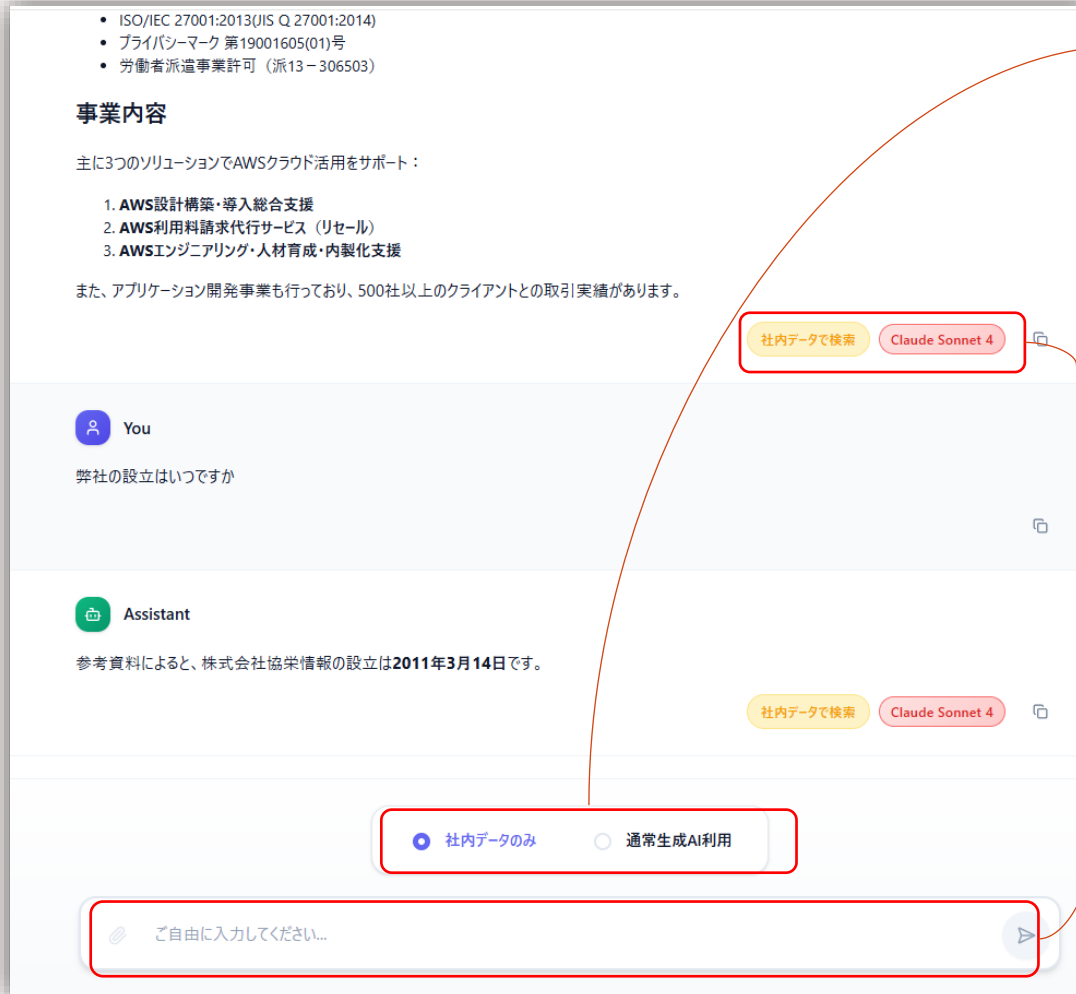 ISO/IEC 27001:2013(JIS Q 27001:2014)
プライバシーマーク 第19001605(01)号
労働者派遣事業許可（派13－306503）
事業内容
主に3つのソリューションでAWSクラウド活用をサポート：
1. AWS設計構築・導入総合支援
2. AWS利用料請求代行サービス（リセール）
3. AWSエンジニアリング・人材育成・内製化支援
また、アプリケーション開発事業も行っており、500社以上のクライアントとの取引実績があります。
社内データで検索 Claude Sonnet 4
You
弊社の設立はいつですか
Assistant
参考資料によると、株式会社協栄情報の設立は2011年3月14日です。
社内データで検索 Claude Sonnet 4
社内データのみ 通常生成AI利用
ご自由に入力してください...